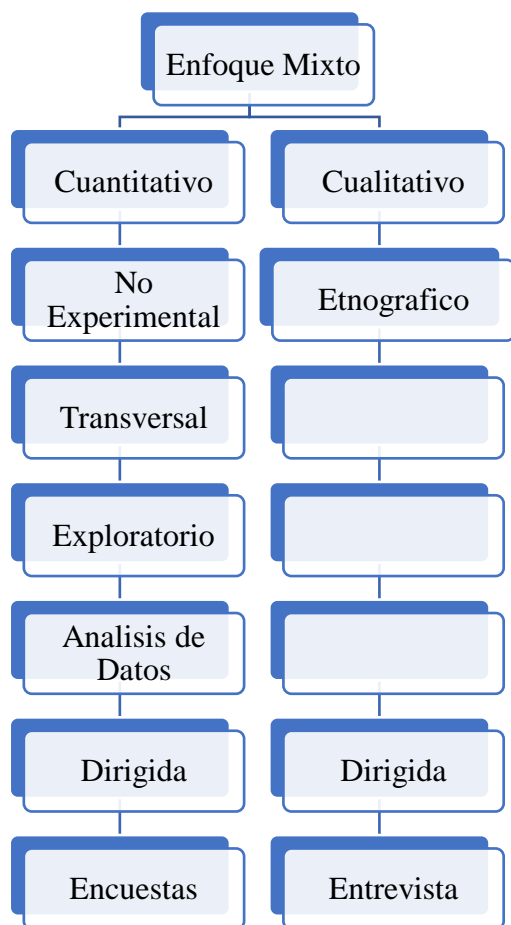 Enfoque Mixto
Cuantitativo
Cualitativo
No
Experimental
Etnografico
Transversal
Exploratorio
Analisis de
Datos
Dirigida
Dirigida
Encuestas
Entrevista